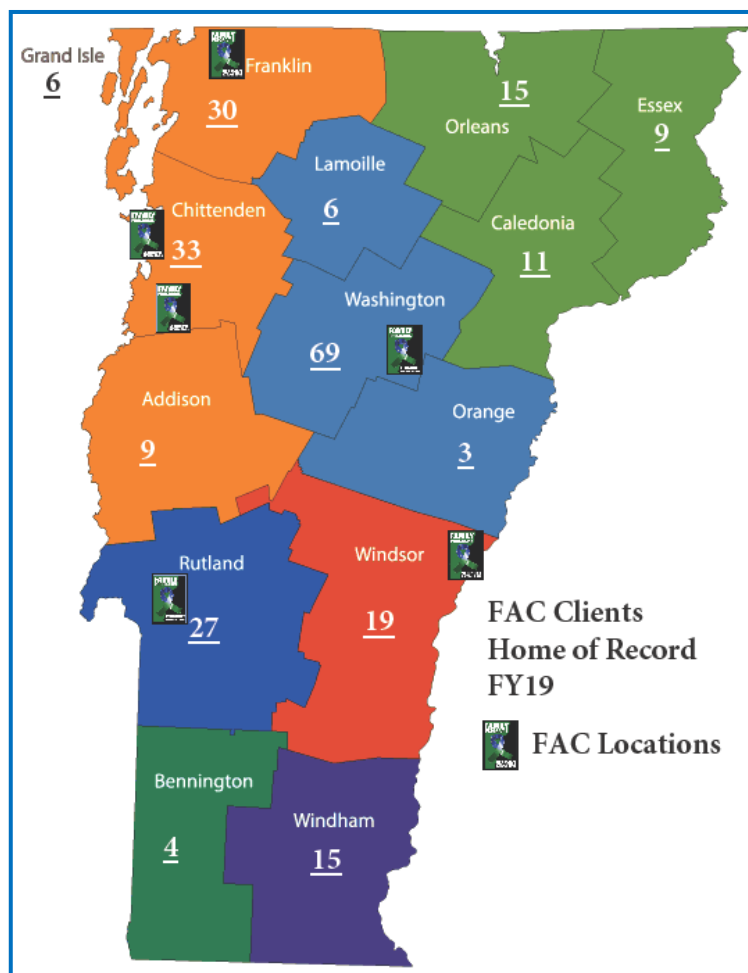 Grand Isle
6
Franklin
30
15
Orleans
Essex
9
Lamoille
6
Chittenden
33
Caledonia
11
Washington
69
Addison
9
Orange
3
Rutland
27
Windsor
19
FAC Clients
Home of Record
FY19
FAC Locations
Bennington
4
Windham
15